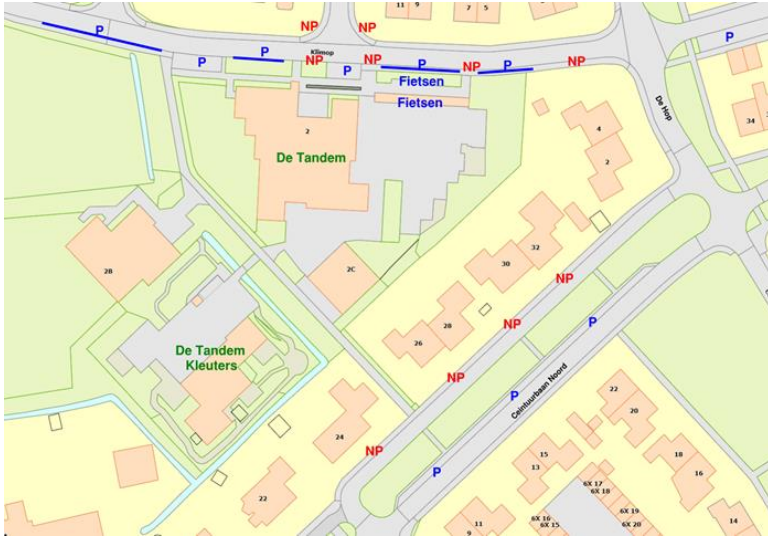 11
9
7
5
NP
NP
P
Klimop
P
P
NP
NP
P
P
P
NP
P
NP
Fietsen
Fietsen
De Hop
34
2
De Tandem
4
2
2B
2C
32
30
NP
28
26
NP
P
De Tandem
Kleuters
NP
P
Ceintuurbaan Noord
22
20
24
NP
P
15
13
18
16
22
6X 17
6X 18
6X 19
6X 20
6X 16
6X 15
11
9
14